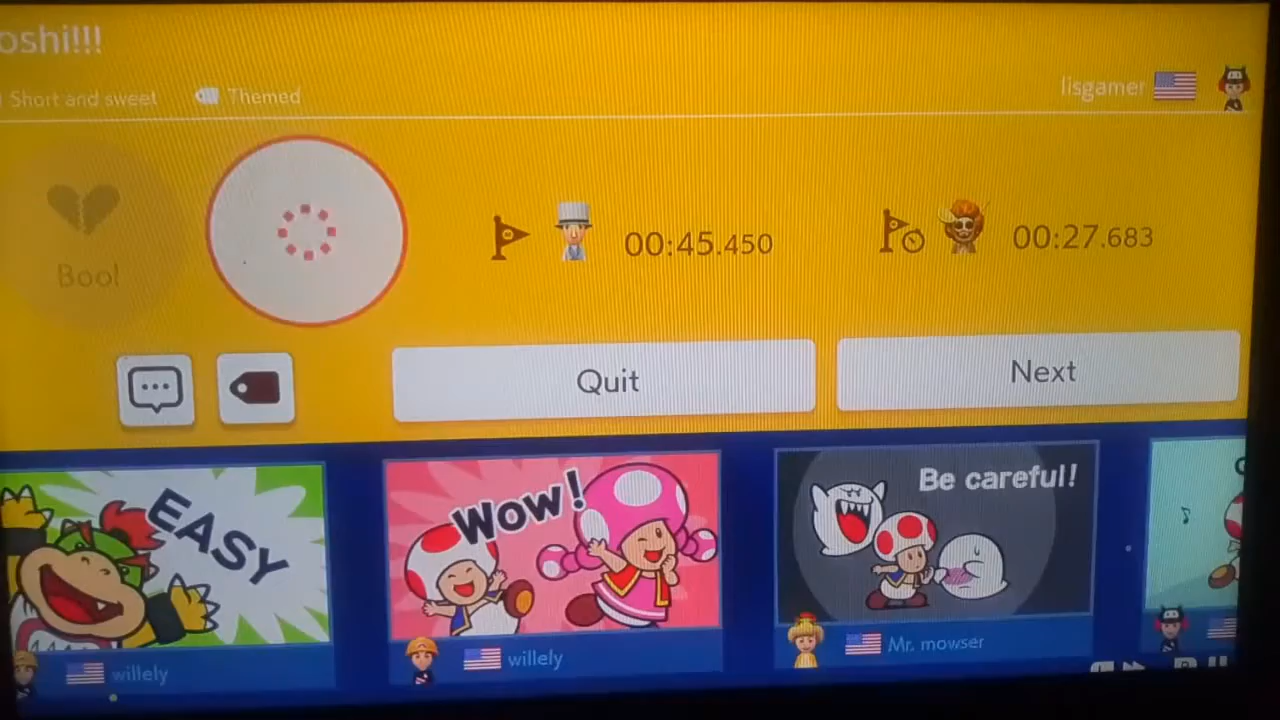 oshi!!!
Short and sweet
Themed
lisgamer
Boo!
00:45.450
00:27.683
Quit
Next
EASY
Wow!
Be careful!
willely
willely
Mr. mowser